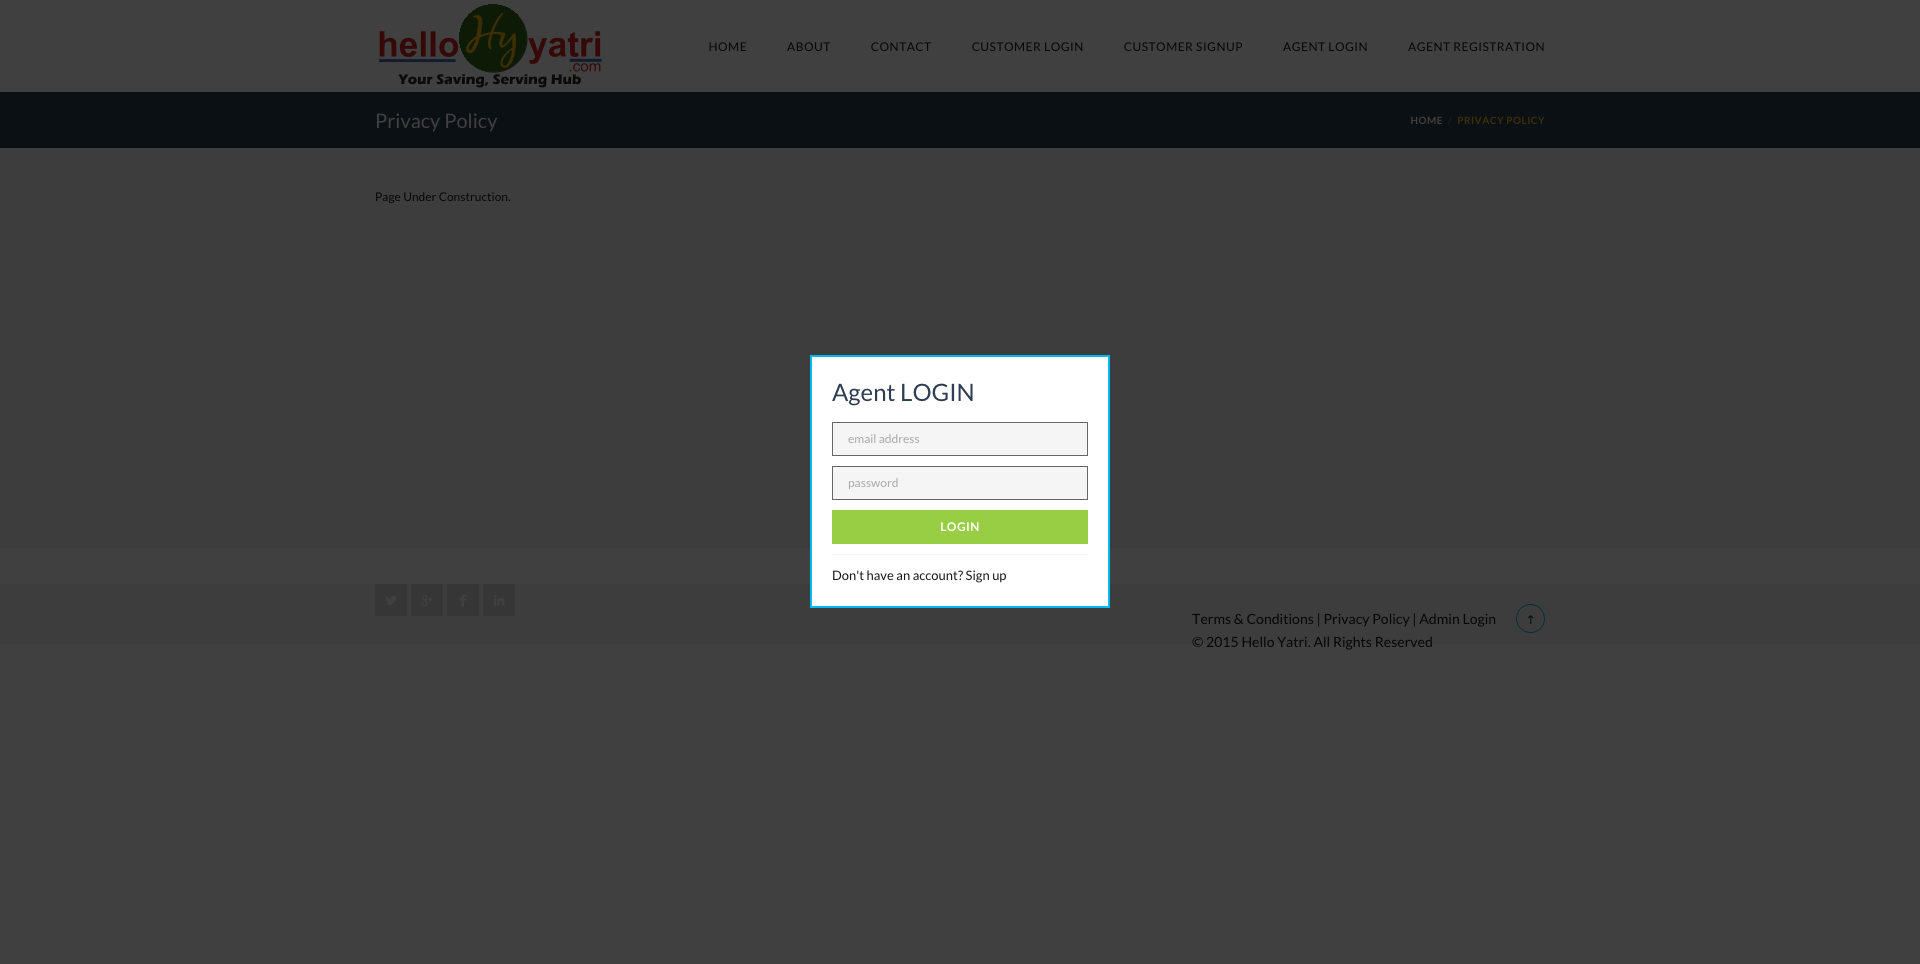 hello Hy yatri
.com
Your Saving, Serving Hub
HOME ABOUT CONTACT CUSTOMER LOGIN CUSTOMER SIGNUP AGENT LOGIN AGENT REGISTRATION
Privacy Policy
HOME / PRIVACY POLICY
Page Under Construction.
Agent LOGIN
email address
password
LOGIN
Don't have an account? Sign up
Terms & Conditions | Privacy Policy | Admin Login
© 2015 Hello Yatri. All Rights Reserved